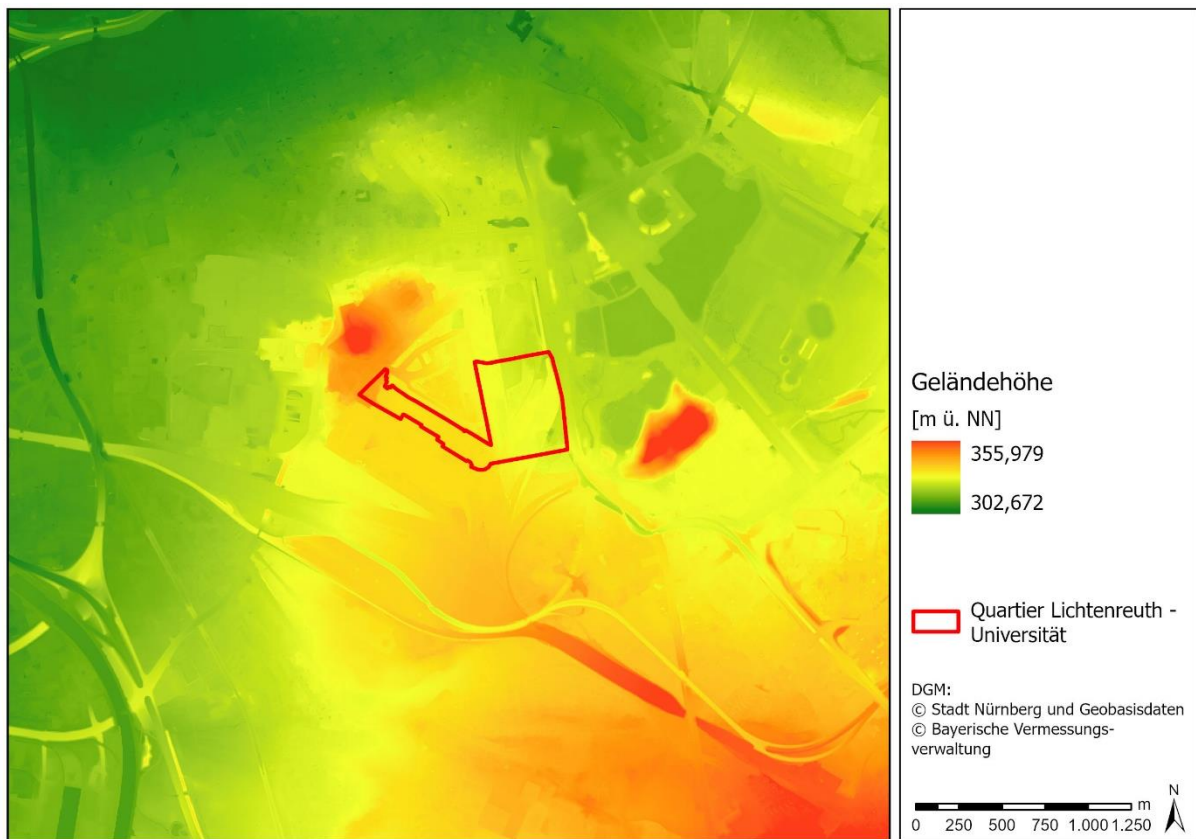 Geländehöhe
[m ü. NN]
355,979
302,672
Quartier Lichtenreuth -
Universität
DGM:
© Stadt Nürnberg und Geobasisdaten
© Bayerische Vermessungs-
verwaltung
m
N
0 250 500 750 1.000 1.250